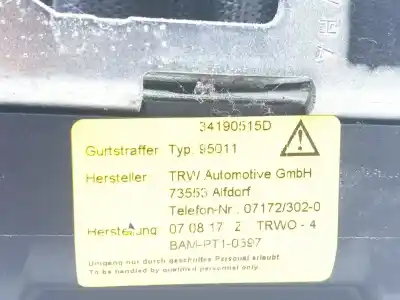 34190515D
Gurtstraffer Typ. 95011
Hersteller TRW Automotive GmbH
73553 Alfdorf
Telefon-Nr. 07172/302-0
Herstellung 07 08 17 2 TRWO - 4
BAM-PT1-0397
Umgang nur durch geschultes Personal erlaubt
To be handled by qualified personnel only